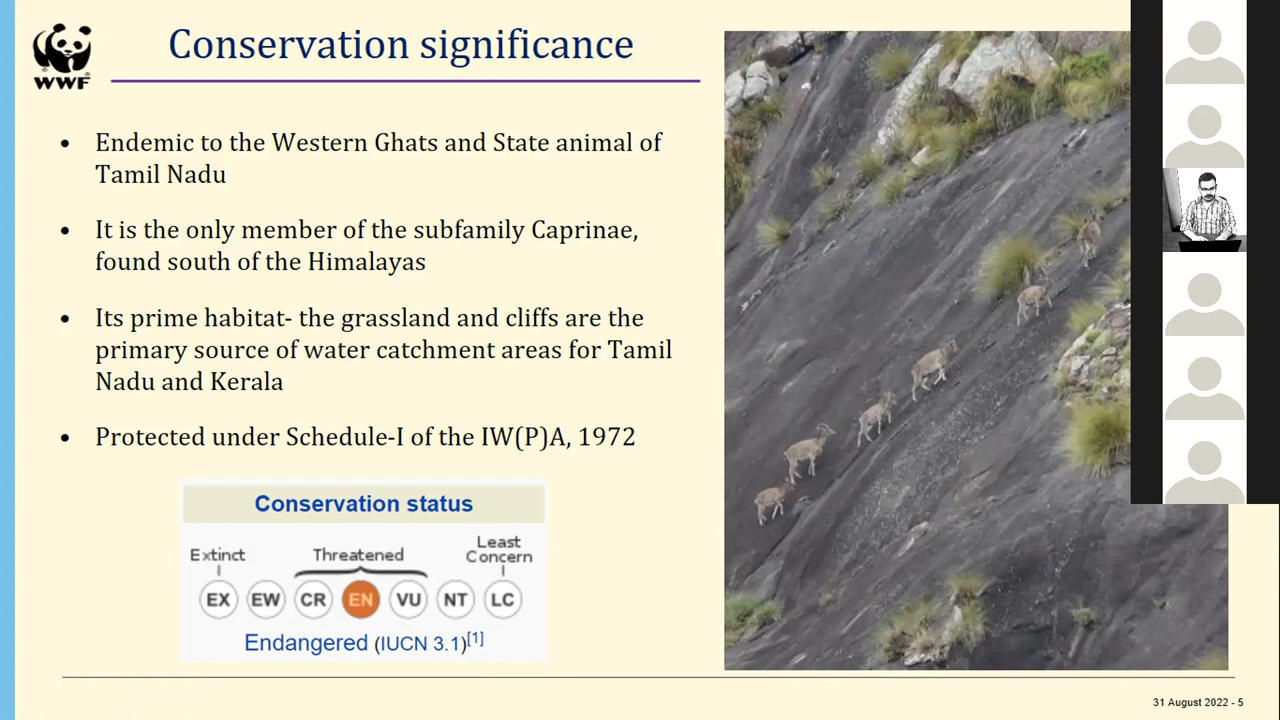 WWF
Conservation significance
• Endemic to the Western Ghats and State animal of
Tamil Nadu
• It is the only member of the subfamily Caprinae,
found south of the Himalayas
• Its prime habitat- the grassland and cliffs are the
primary source of water catchment areas for Tamil
Nadu and Kerala
• Protected under Schedule-I of the IW(P)A, 1972
Conservation status
Extinct Threatened Least
Concern
EX EW CR EN VU NT LC
Endangered (IUCN 3.1)[1]
31 August 2022 - 5